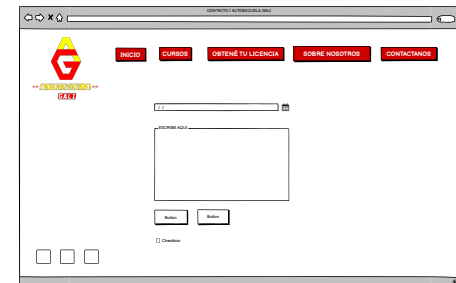 CONTACTO | AUTOESCUELA GALI
INICIO
CURSOS
OBTENÉ TU LICENCIA
SOBRE NOSOTROS
CONTACTANOS
GALI
/ /
ESCRIBE AQUI
Button
Button
Checkbox